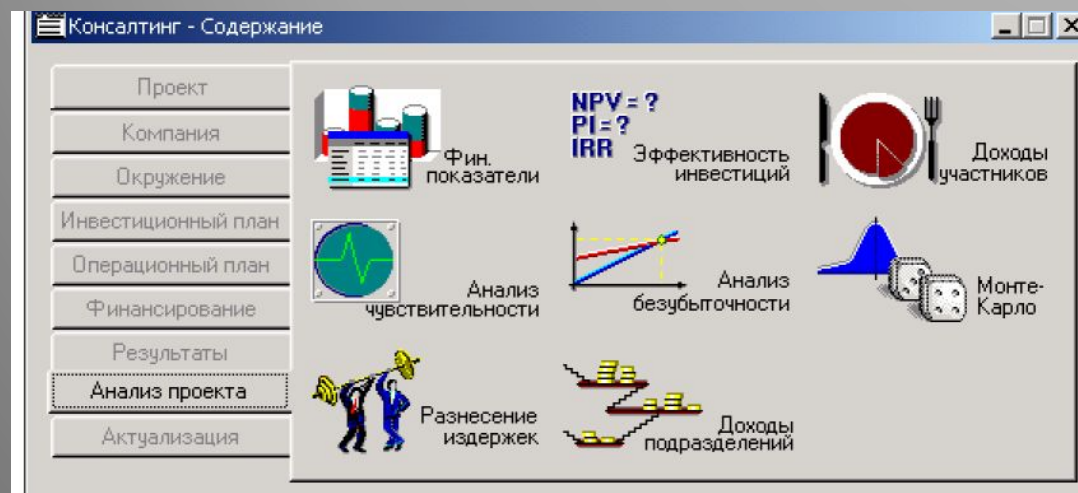 Консалтинг - Содержание
Проект
Компания
Окружение
Инвестиционный план
Операционный план
Финансирование
Результаты
Анализ проекта
Актуализация
Фин.
показатели
NPV = ?
PI = ?
IRR
Эффективность
инвестиций
Доходы
участников
Анализ
чувствительности
Анализ
безубыточности
Монте-
Карло
Разнесение
издержек
Доходы
подразделений